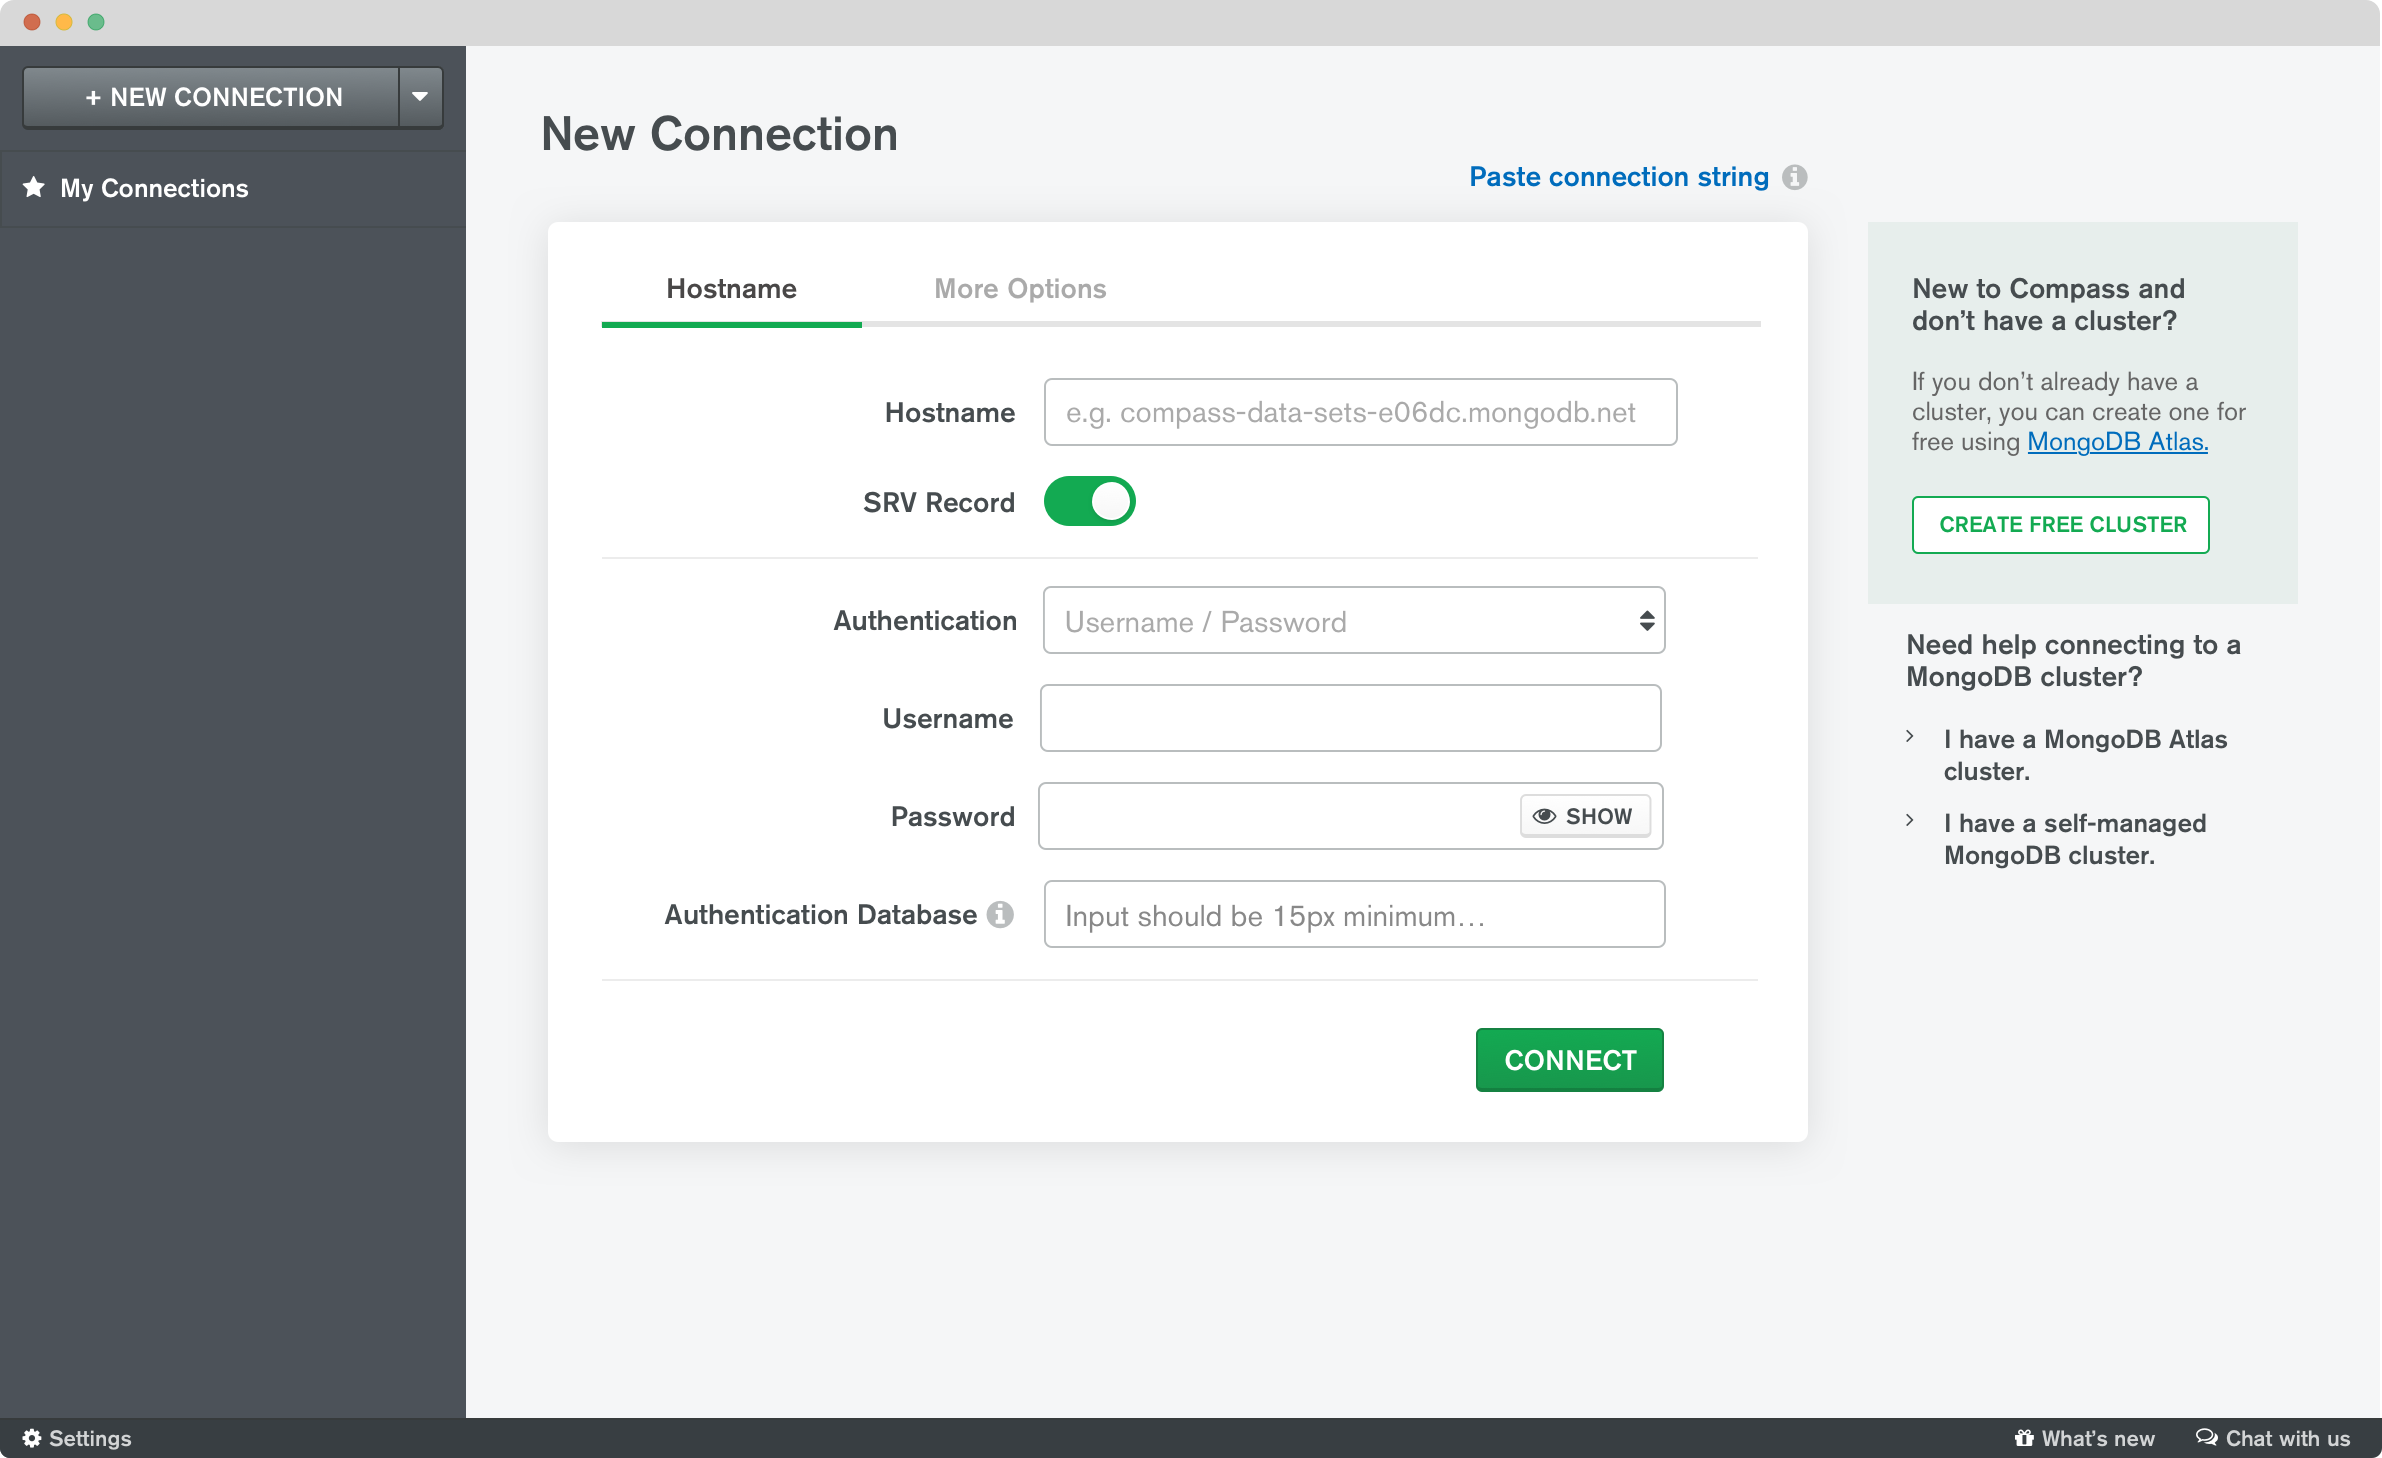 + NEW CONNECTION
My Connections
New Connection
Paste connection string
Hostname
More Options
Hostname
e.g. compass-data-sets-e06dc.mongodb.net
SRV Record
Authentication
Username / Password
Username
Password
SHOW
Authentication Database
Input should be 15px minimum…
CONNECT
New to Compass and
don’t have a cluster?
If you don’t already have a
cluster, you can create one for
free using MongoDB Atlas.
CREATE FREE CLUSTER
Need help connecting to a
MongoDB cluster?
I have a MongoDB Atlas
cluster.
I have a self-managed
MongoDB cluster.
Settings
What’s new
Chat with us